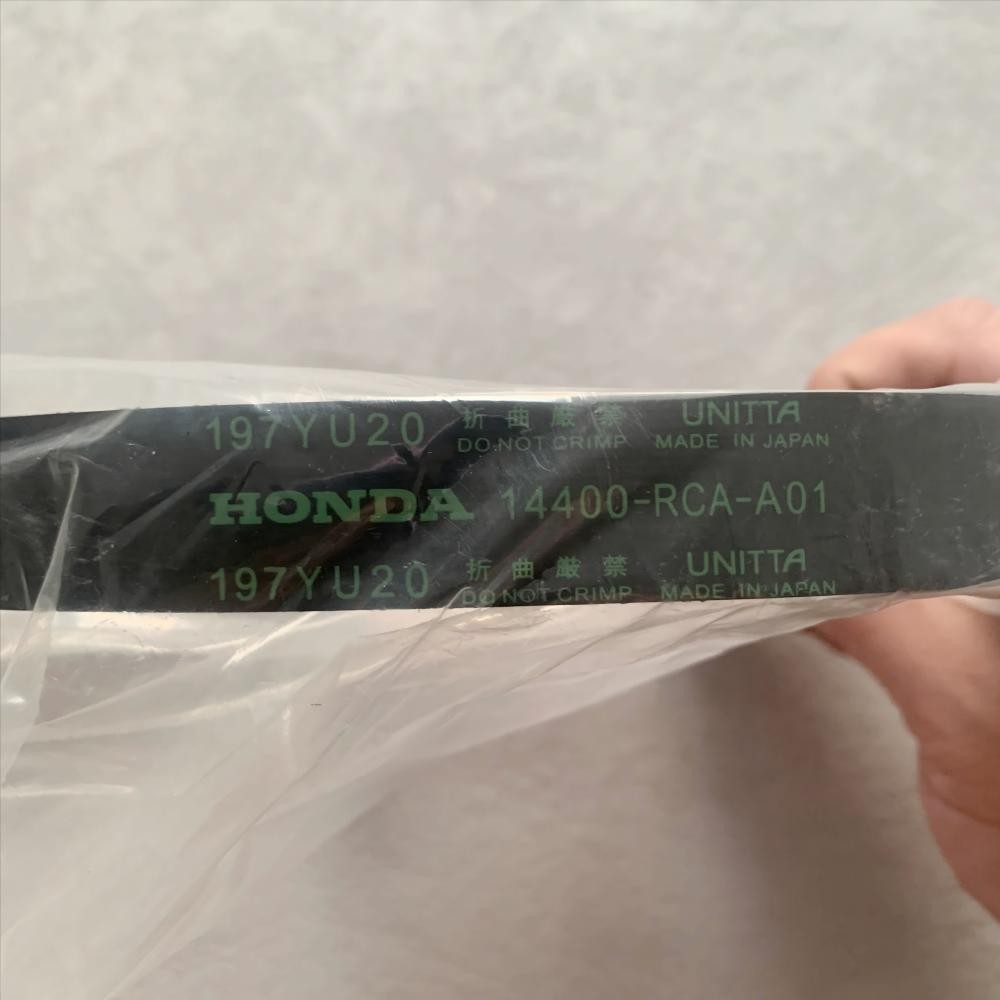 197YU20 折曲厳禁 UNITTA
DO NOT CRIMP MADE IN JAPAN
HONDA 14400-RCA-A01
197YU20 折曲厳禁 UNITTA
DO NOT CRIMP MADE IN JAPAN